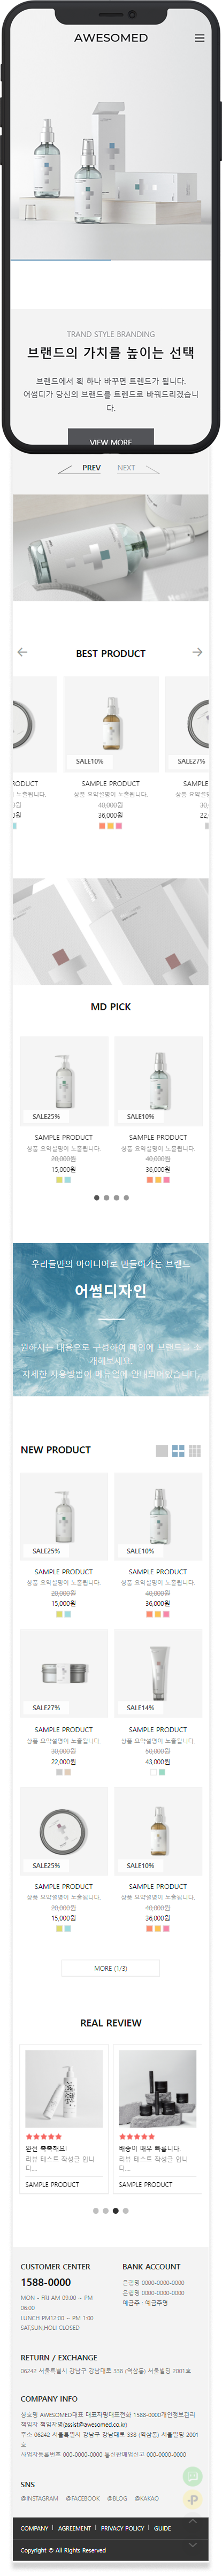 AWESOMED
TRAND STYLE BRANDING
브랜드의 가치를 높이는 선택
브랜드에서 획 하나 바꾸면 트렌드가 됩니다.
어썸디가 당신의 브랜드를 트렌드로 바꿔드리겠습니
다.
VIEW MORE
PREV NEXT
BEST PRODUCT
SALE10% SALE27%
RODUCT SAMPLE PRODUCT SAMPL
노출됩니다. 상품 요약설명이 노출됩니다. 상품 요약
40,000원
36,000원 22,
MD PICK
SALE25% SALE10%
SAMPLE PRODUCT SAMPLE PRODUCT
상품 요약설명이 노출됩니다. 상품 요약설명이 노출됩니다.
20,000원 40,000원
15,000원 36,000원
우리들만의 아이디어로 만들어가는 브랜드
어썸디자인
원하시는 내용으로 구성하여 메인에 브랜드를 소
개해보세요.
자세한 사용방법이 매뉴얼에 안내되어있습니다.
NEW PRODUCT
SALE25% SALE10%
SAMPLE PRODUCT SAMPLE PRODUCT
상품 요약설명이 노출됩니다. 상품 요약설명이 노출됩니다.
20,000원 40,000원
15,000원 36,000원
SALE27% SALE14%
SAMPLE PRODUCT SAMPLE PRODUCT
상품 요약설명이 노출됩니다. 상품 요약설명이 노출됩니다.
30,000원 50,000원
22,000원 43,000원
SALE25% SALE10%
SAMPLE PRODUCT SAMPLE PRODUCT
상품 요약설명이 노출됩니다. 상품 요약설명이 노출됩니다.
20,000원 40,000원
15,000원 36,000원
MORE (1/3)
REAL REVIEW
완전 촉촉해요! 배송이 매우 빠릅니다.
리뷰 테스트 작성글 입니 리뷰 테스트 작성글 입니
다.... 다....
SAMPLE PRODUCT SAMPLE PRODUCT
CUSTOMER CENTER BANK ACCOUNT
1588-0000 은행명 0000-0000-0000
은행명 0000-0000-0000
MON - FRI AM 09:00 ~ PM 예금주 : 예금주명
06:00
LUNCH PM12:00 ~ PM 1:00
SAT,SUN,HOLI CLOSED
RETURN / EXCHANGE
06242 서울특별시 강남구 강남대로 338 (역삼동) 서울빌딩 2001호
COMPANY INFO
상호명 AWESOMED대표 대표자명대표전화 1588-0000개인정보관리
책임자 책임자명(assist@awesomed.co.kr)
주소 06242 서울특별시 강남구 강남대로 338 (역삼동) 서울빌딩 2001
호
사업자등록번호 000-0000-0000 통신판매업신고 000-0000-0000
SNS
@INSTAGRAM @FACEBOOK @BLOG @KAKAO
COMPANY | AGREEMENT | PRIVACY POLICY | GUIDE
Copyright © All Rights Reserved